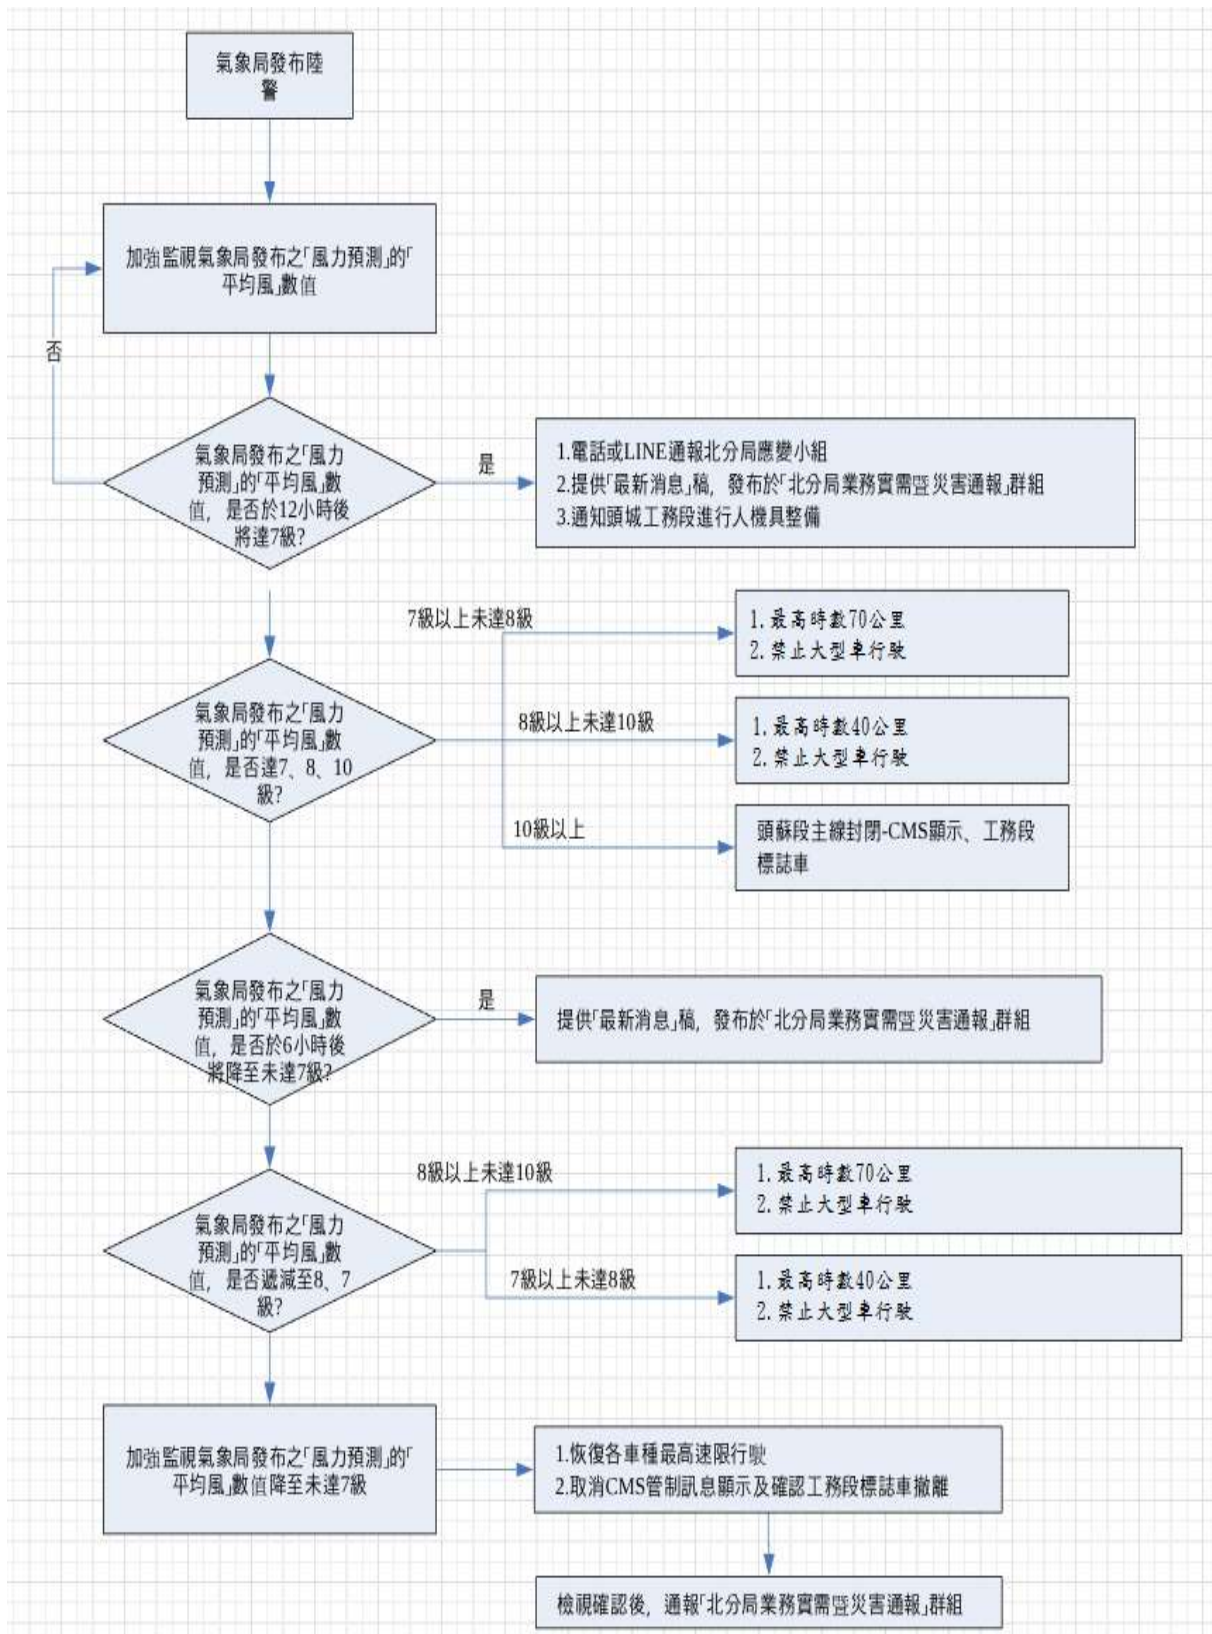 氣象局發布陸
警
加強監視氣象局發布之「風力預測」的「
平均風」數值
否
氣象局發布之「風力
預測」的「平均風」數
值，是否於12小時後
將達7級?
是
1.電話或LINE通報北分局應變小組
2.提供「最新消息」稿，發布於「北分局業務實需暨災害通報」群組
3.通知頭城工務段進行人機具整備
7級以上未達8級
1. 最高時數70公里
2. 禁止大型車行駛
氣象局發布之「風力
預測」的「平均風」數
值，是否達7、8、10
級?
8級以上未達10級
1. 最高時數40公里
2. 禁止大型車行駛
10級以上
頭蘇段主線封閉-CMS顯示、工務段
標誌車
氣象局發布之「風力
預測」的「平均風」數
值，是否於6小時後
將降至未達7級?
是
提供「最新消息」稿，發布於「北分局業務實需暨災害通報」群組
8級以上未達10級
1. 最高時數70公里
2. 禁止大型車行駛
氣象局發布之「風力
預測」的「平均風」數
值，是否遞減至8、7
級?
7級以上未達8級
1. 最高時數40公里
2. 禁止大型車行駛
加強監視氣象局發布之「風力預測」的「
平均風」數值降至未達7級
1.恢復各車種最高速限行駛
2.取消CMS管制訊息顯示及確認工務段標誌車撤離
檢視確認後，通報「北分局業務實需暨災害通報」群組